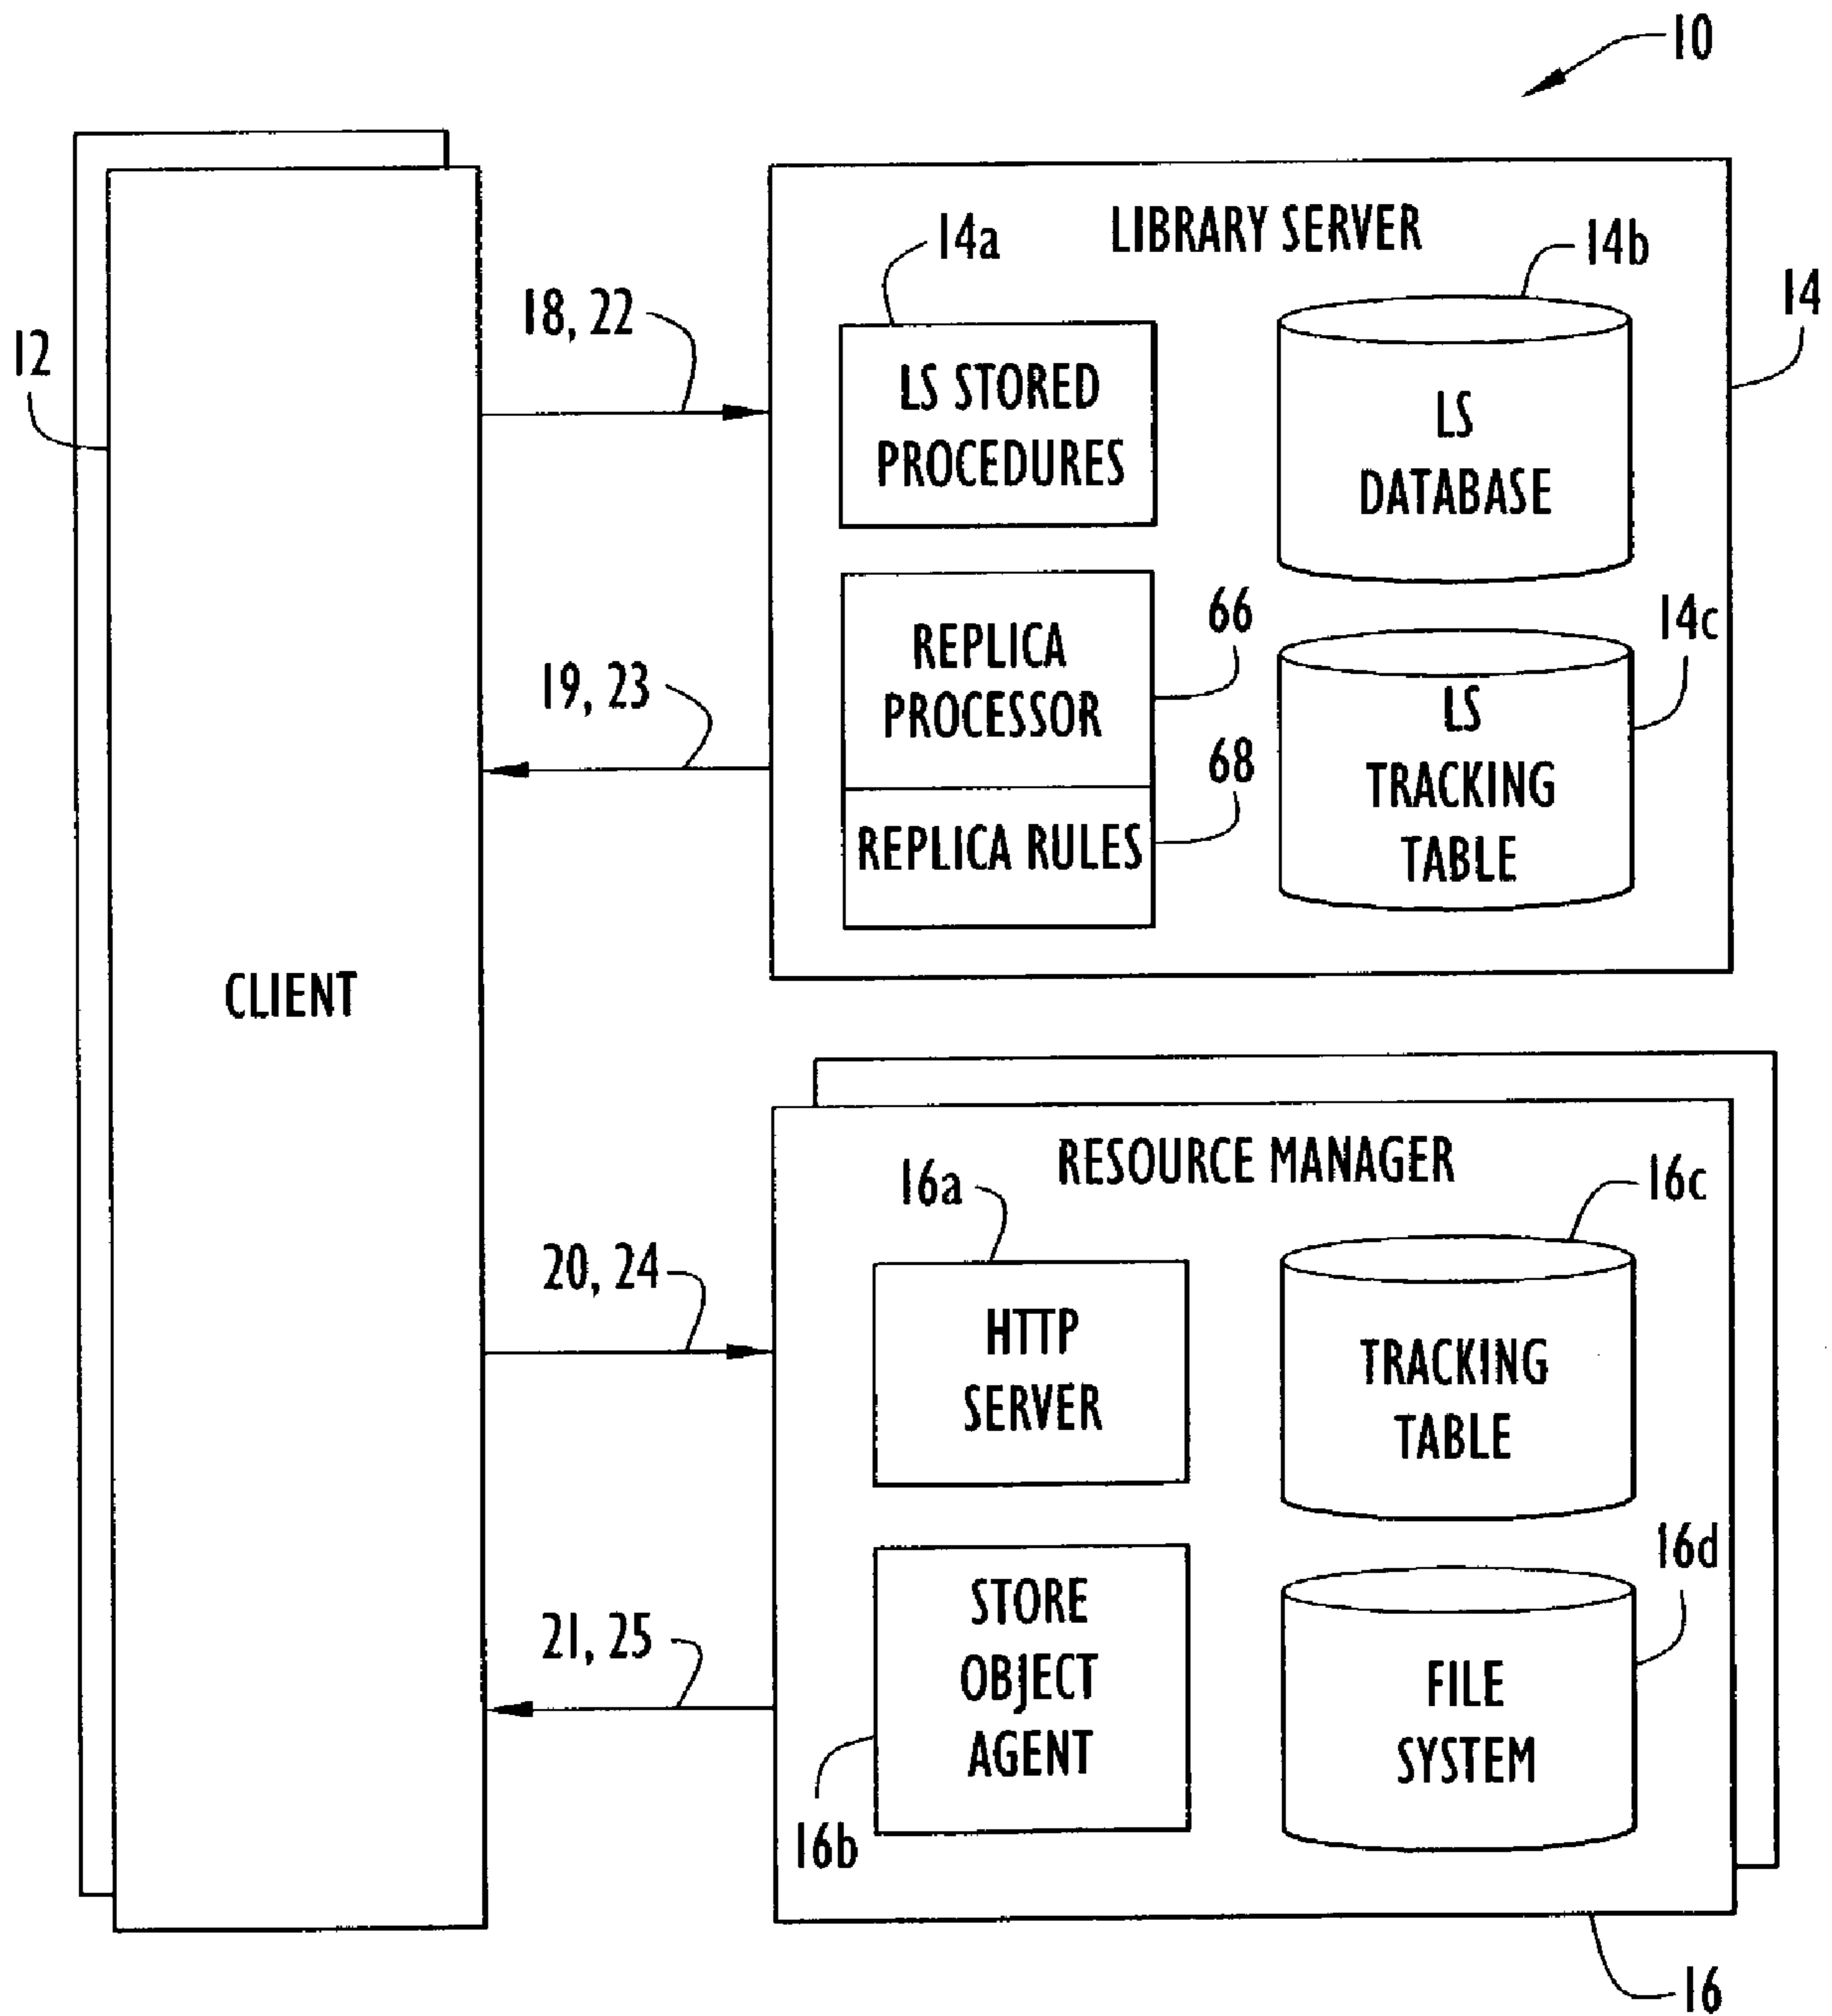 10
12
CLIENT
18, 22
19, 23
20, 24
21, 25
LIBRARY SERVER
14
14a
LS STORED
PROCEDURES
14b
LS
DATABASE
66
REPLICA
PROCESSOR
68
REPLICA RULES
14c
LS
TRACKING
TABLE
RESOURCE MANAGER
16a
HTTP
SERVER
16c
TRACKING
TABLE
STORE
OBJECT
AGENT
16b
16d
FILE
SYSTEM
16